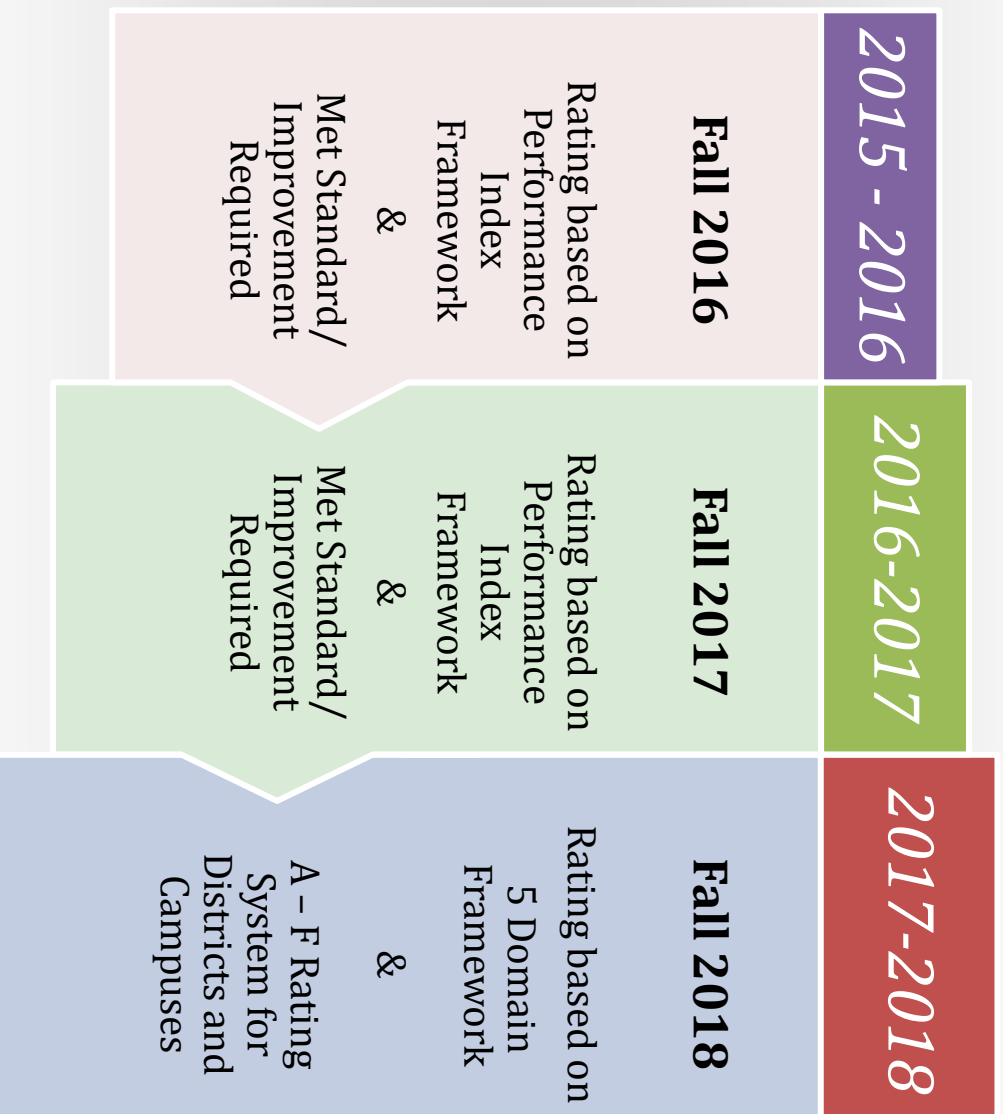 2015 - 2016
Fall 2016
Rating based on
Performance
Index
Framework
&
Met Standard/
Improvement
Required
2016-2017
Fall 2017
Rating based on
Performance
Index
Framework
&
Met Standard/
Improvement
Required
2017-2018
Fall 2018
Rating based on
5 Domain
Framework
&
A – F Rating
System for
Districts and
Campuses